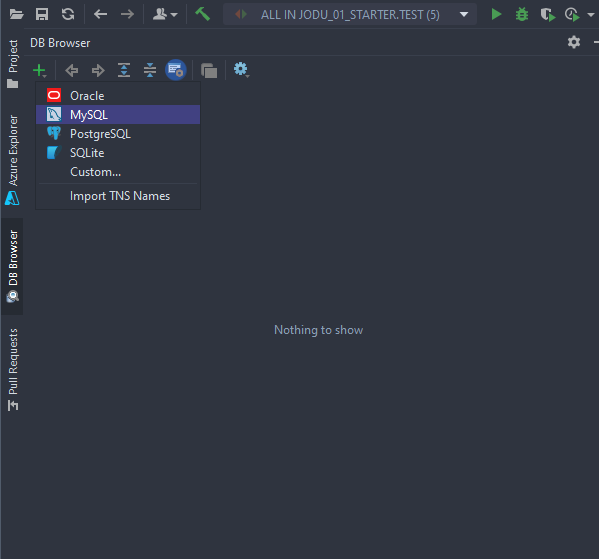 ALL IN JODU_01_STARTER.TEST (5)
DB Browser
Project
Azure Explorer
DB Browser
Pull Requests
Oracle
MySQL
PostgreSQL
SQLite
Custom...
Import TNS Names
Nothing to show